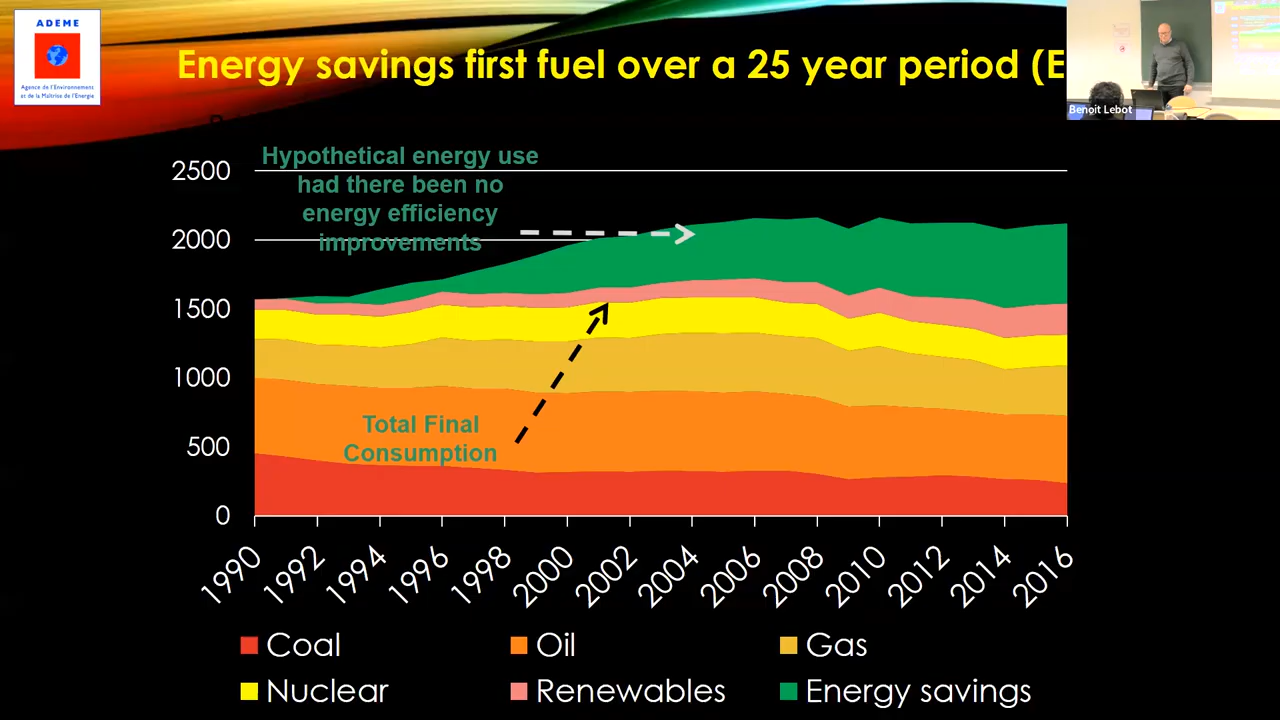 ADEME
Agence de l'Environnement
et de la Maîtrise de l'Energie
Energy savings first fuel over a 25 year period (E
Benoit Lebot
Hypothetical energy use
had there been no
energy efficiency
improvements
2500
2000
1500
1000
500
0
Total Final
Consumption
1990
1992
1994
1996
1998
2000
2002
2004
2006
2008
2010
2012
2014
2016
Coal
Oil
Gas
Nuclear
Renewables
Energy savings